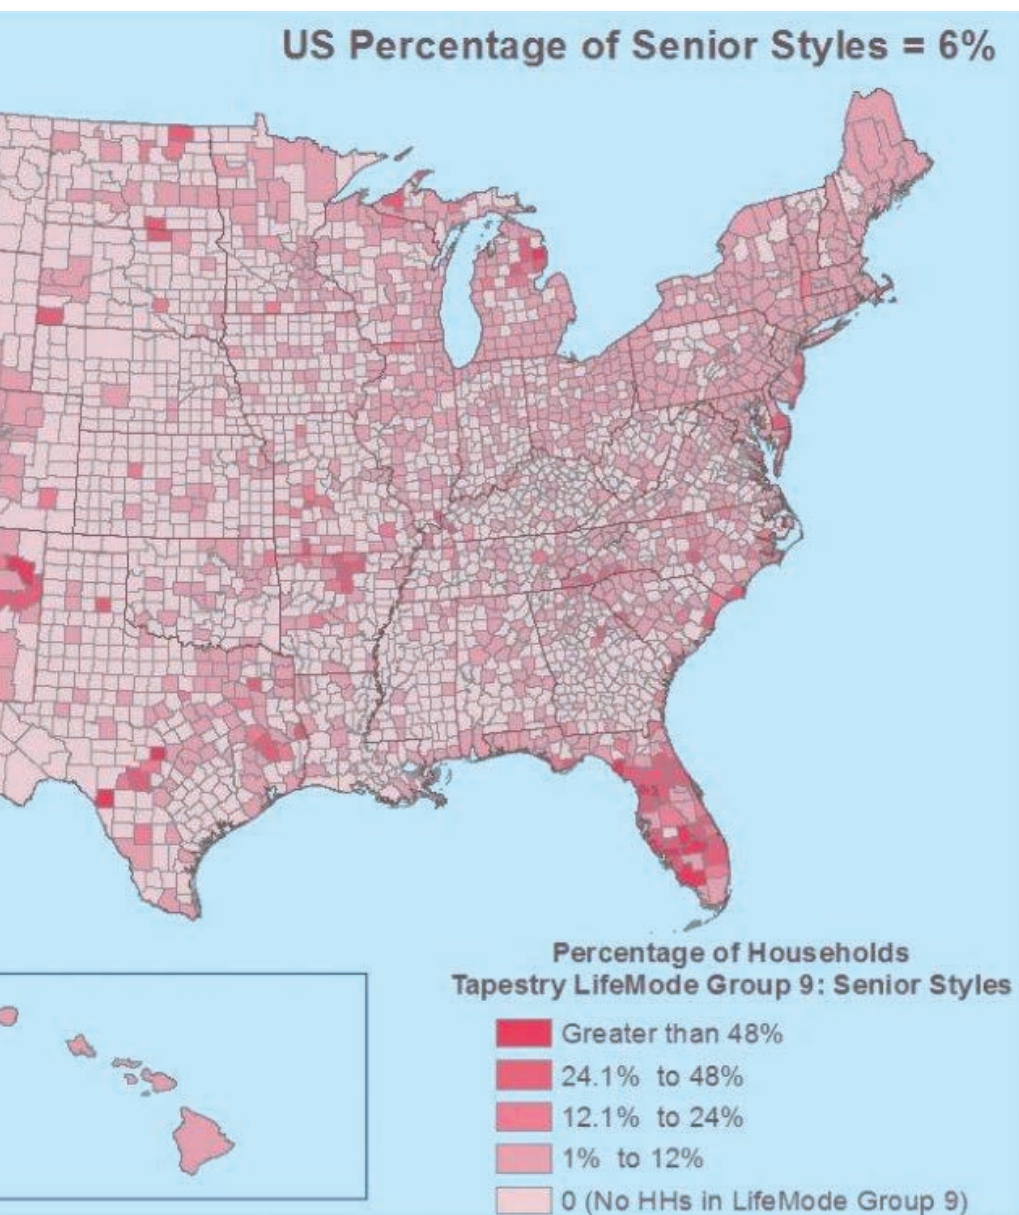 US Percentage of Senior Styles = 6%
Percentage of Households
Tapestry LifeMode Group 9: Senior Styles
Greater than 48%
24.1% to 48%
12.1% to 24%
1% to 12%
0 (No HHs in LifeMode Group 9)